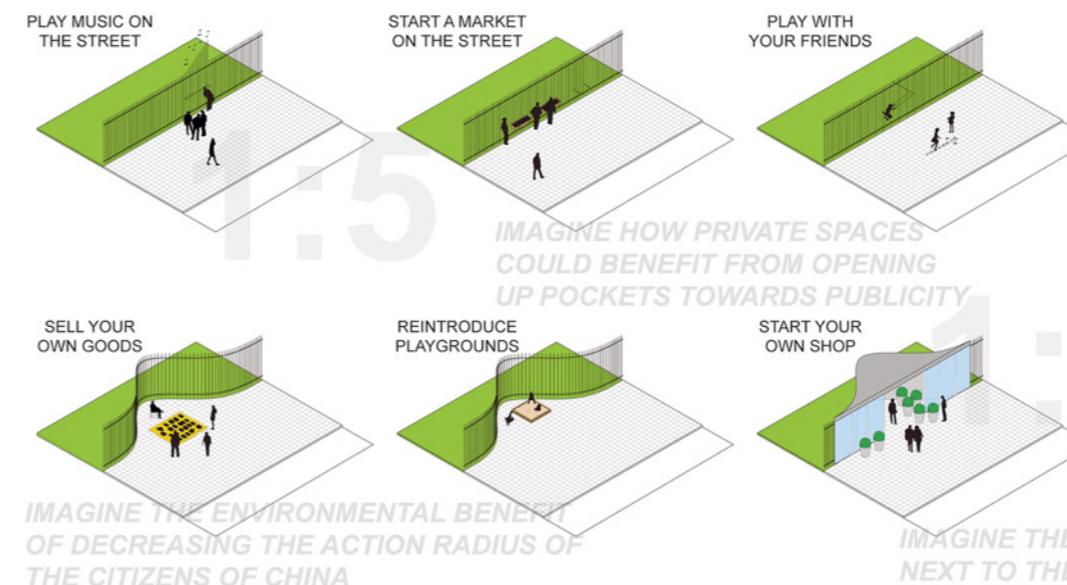 PLAY MUSIC ON
THE STREET
START A MARKET
ON THE STREET
PLAY WITH
YOUR FRIENDS
1:5
IMAGINE HOW PRIVATE SPACES
COULD BENEFIT FROM OPENING
UP POCKETS TOWARDS PUBLICITY
SELL YOUR
OWN GOODS
REINTRODUCE
PLAYGROUNDS
START YOUR
OWN SHOP
1:
IMAGINE THE ENVIRONMENTAL BENEFIT
OF DECREASING THE ACTION RADIUS OF
THE CITIZENS OF CHINA
IMAGINE THE
NEXT TO TH